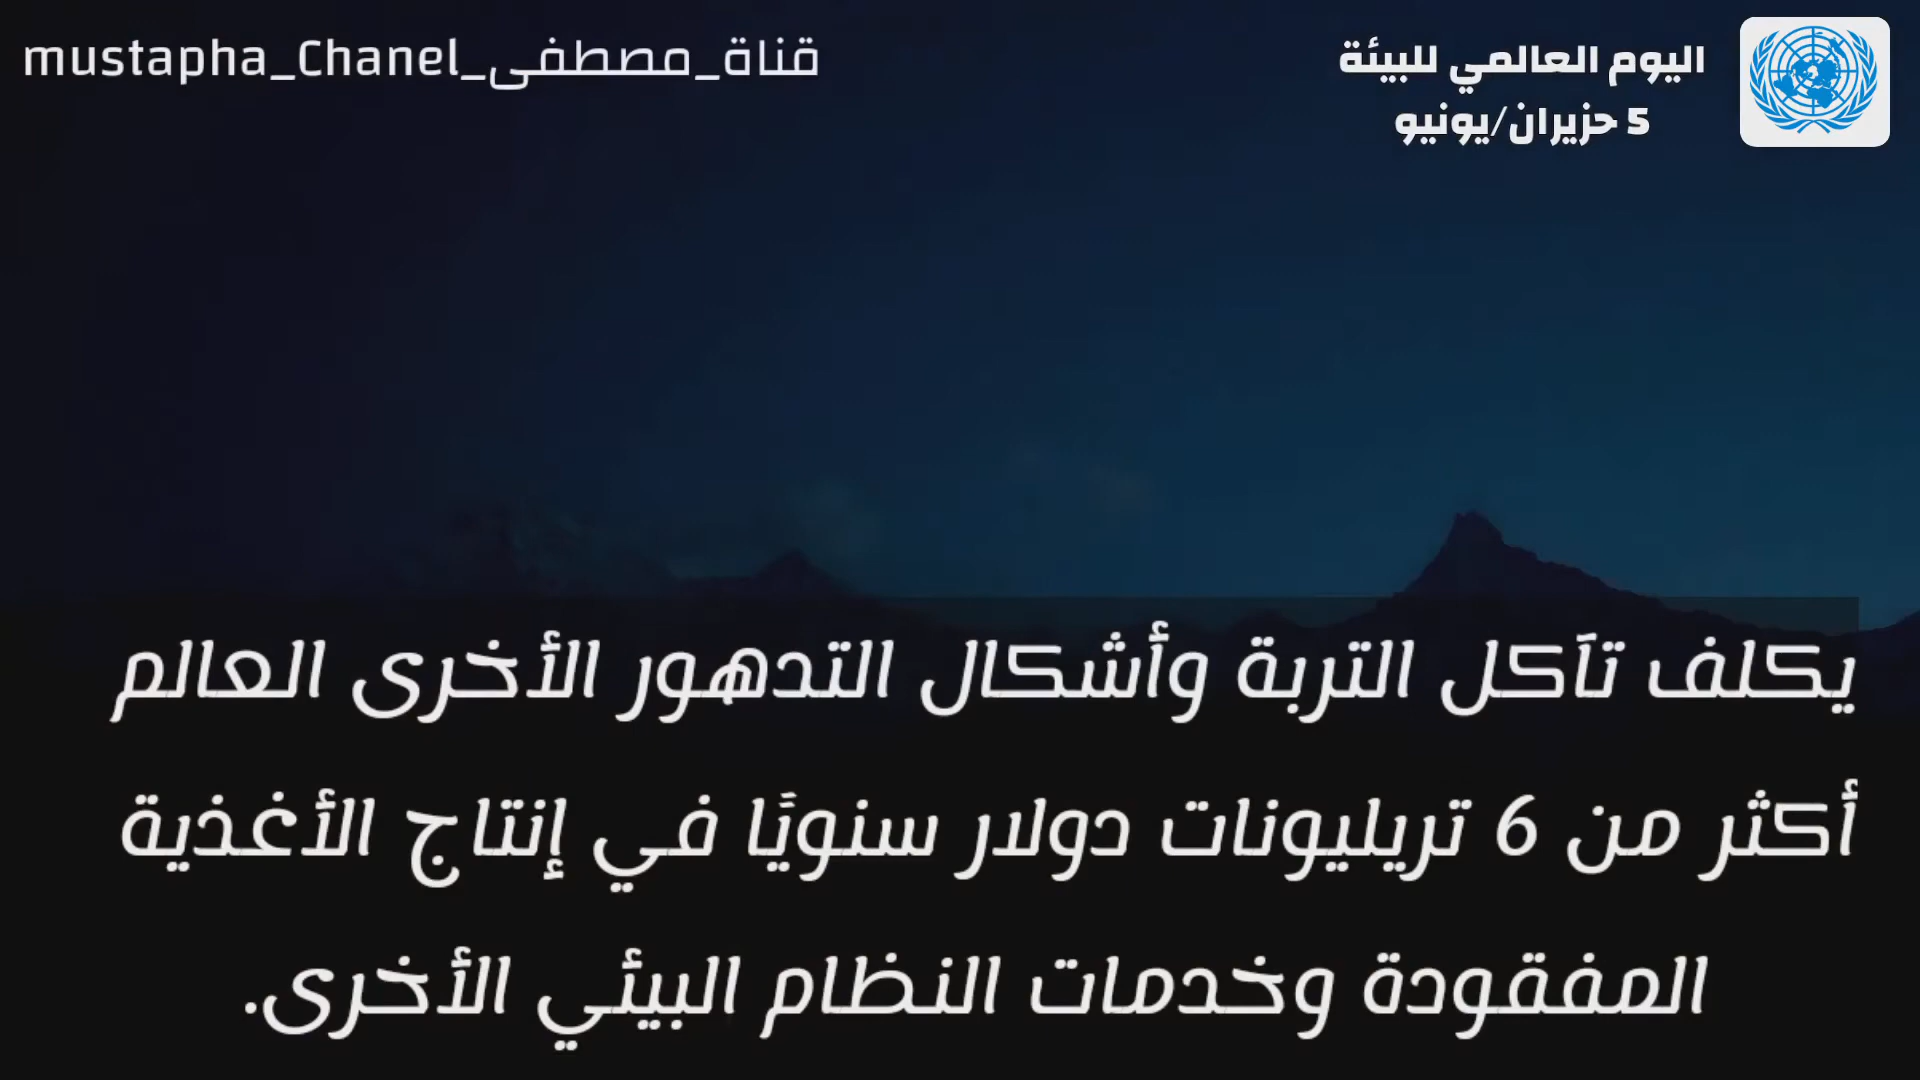 mustapha_Chanel_قناة_مصطفى
اليوم العالمي للبيئة
5 حزيران/يونيو
يكلف تآكل التربة وأشكال التدهور الأخرى العالم
أكثر من 6 تريليونات دولار سنويًا في إنتاج الأغذية
المفقودة وخدمات النظام البيئي الأخرى.